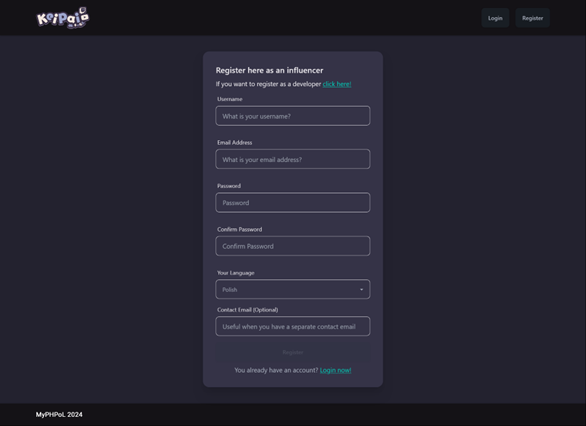 KeiPaio
Login
Register
Register here as an influencer
If you want to register as a developer click here!
Username
What is your username?
Email Address
What is your email address?
Password
Password
Confirm Password
Confirm Password
Your Language
Polish
Contact Email (Optional)
Useful when you have a separate contact email
Register
You already have an account? Login now!
MyPHPoL 2024